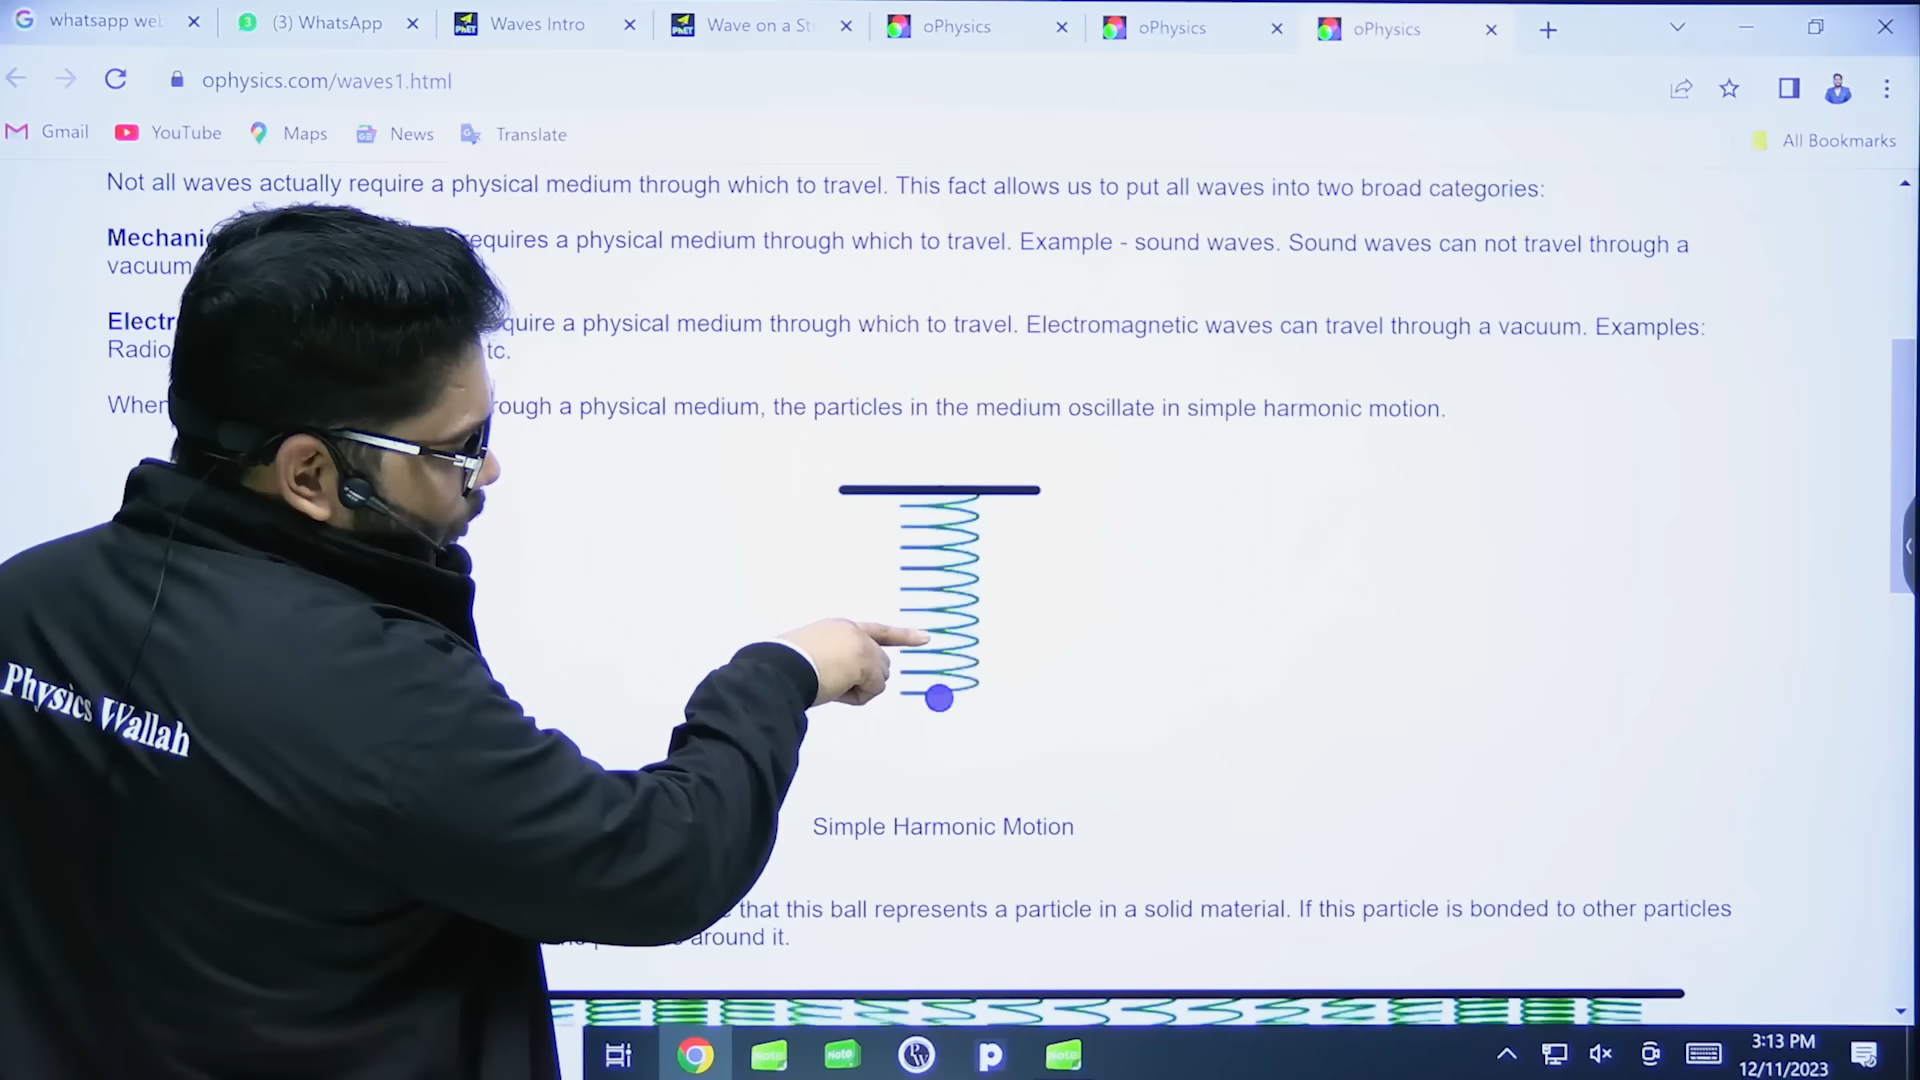 whatsapp web
(3) WhatsApp
Waves Intro
Wave on a St
oPhysics
oPhysics
oPhysics
ophysics.com/waves1.html
Gmail
YouTube
Maps
News
Translate
All Bookmarks
Not all waves actually require a physical medium through which to travel. This fact allows us to put all waves into two broad categories:
Mechanic equires a physical medium through which to travel. Example - sound waves. Sound waves can not travel through a
vacuum
Electr quire a physical medium through which to travel. Electromagnetic waves can travel through a vacuum. Examples:
Radio tc.
When rough a physical medium, the particles in the medium oscillate in simple harmonic motion.
Simple Harmonic Motion
that this ball represents a particle in a solid material. If this particle is bonded to other particles
around it.
Physics Wallah
Note
Note
PW
p
Note
3:13 PM
12/11/2023